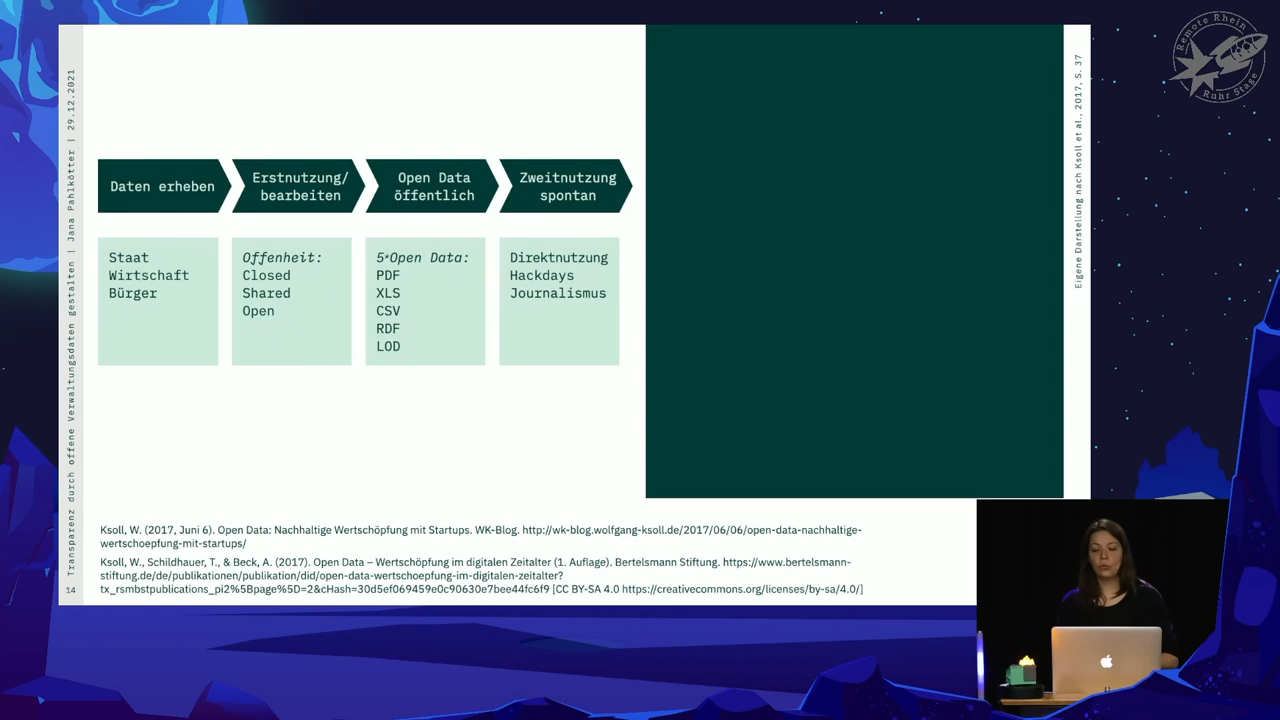 Transparenz durch offene Verwaltungsdaten gestalten | Jana Pahlkötter | 29.12.2021
14
Daten erheben
Erstnutzung/
bearbeiten
Open Data
öffentlich
Zweitnutzung
spontan
Staat
Wirtschaft
Bürger
Offenheit:
Closed
Shared
Open
5*Open Data:
PDF
XLS
CSV
RDF
LOD
Direktnutzung
Hackdays
Journalismus
Eigene Darstellung nach Ksoll et al., 2017, S. 37
Ksoll, W. (2017, Juni 6). Open Data: Nachhaltige Wertschöpfung mit Startups. WK-Blog. http://wk-blog.wolfgang-ksoll.de/2017/06/06/open-data-nachhaltige-
wertschoepfung-mit-startups/
Ksoll, W., Schildhauer, T., & Beck, A. (2017). Open Data – Wertschöpfung im digitalen Zeitalter (1. Auflage). Bertelsmann Stiftung. https://www.bertelsmann-
stiftung.de/de/publikationen/publikation/did/open-data-wertschoepfung-im-digitalen-zeitalter?
tx_rsmbstpublications_pi2%5Bpage%5D=2&cHash=30d5ef069459e0c90630e7bee44fc6f9 [CC BY-SA 4.0 https://creativecommons.org/licenses/by-sa/4.0/]
Remote Rhein
Ruhr Stage